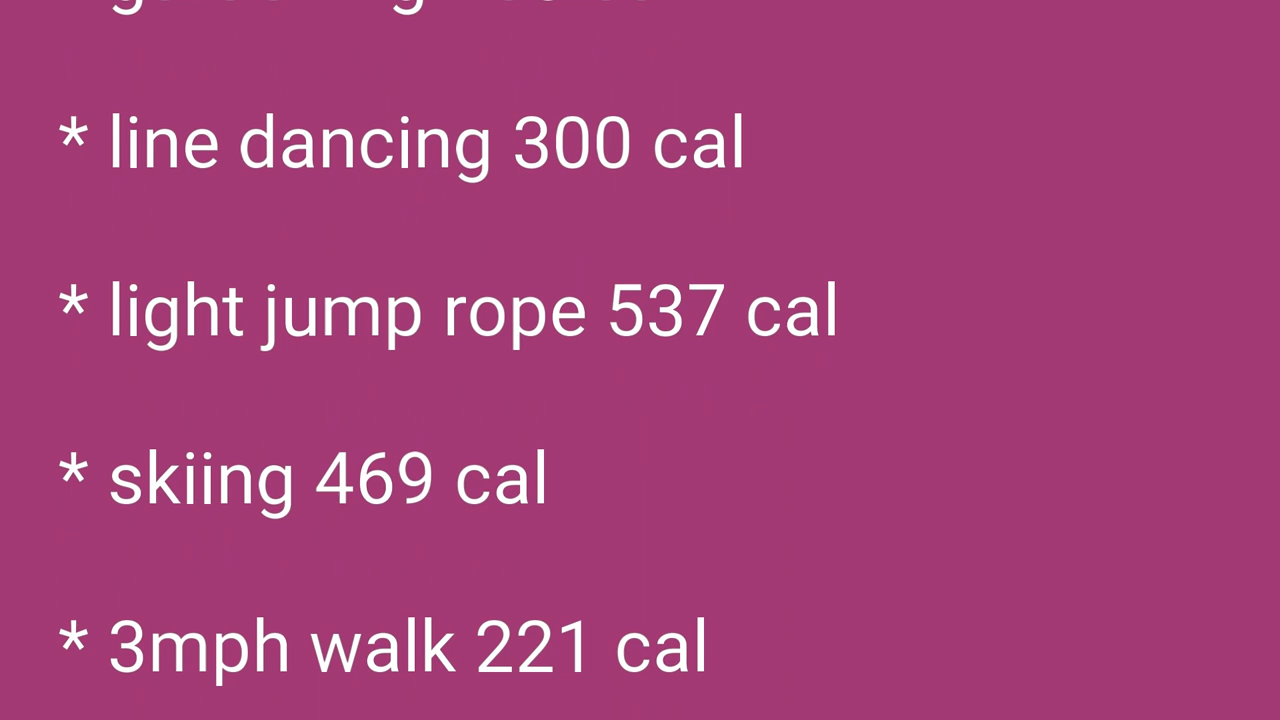 * line dancing 300 cal
* light jump rope 537 cal
* skiing 469 cal
* 3mph walk 221 cal